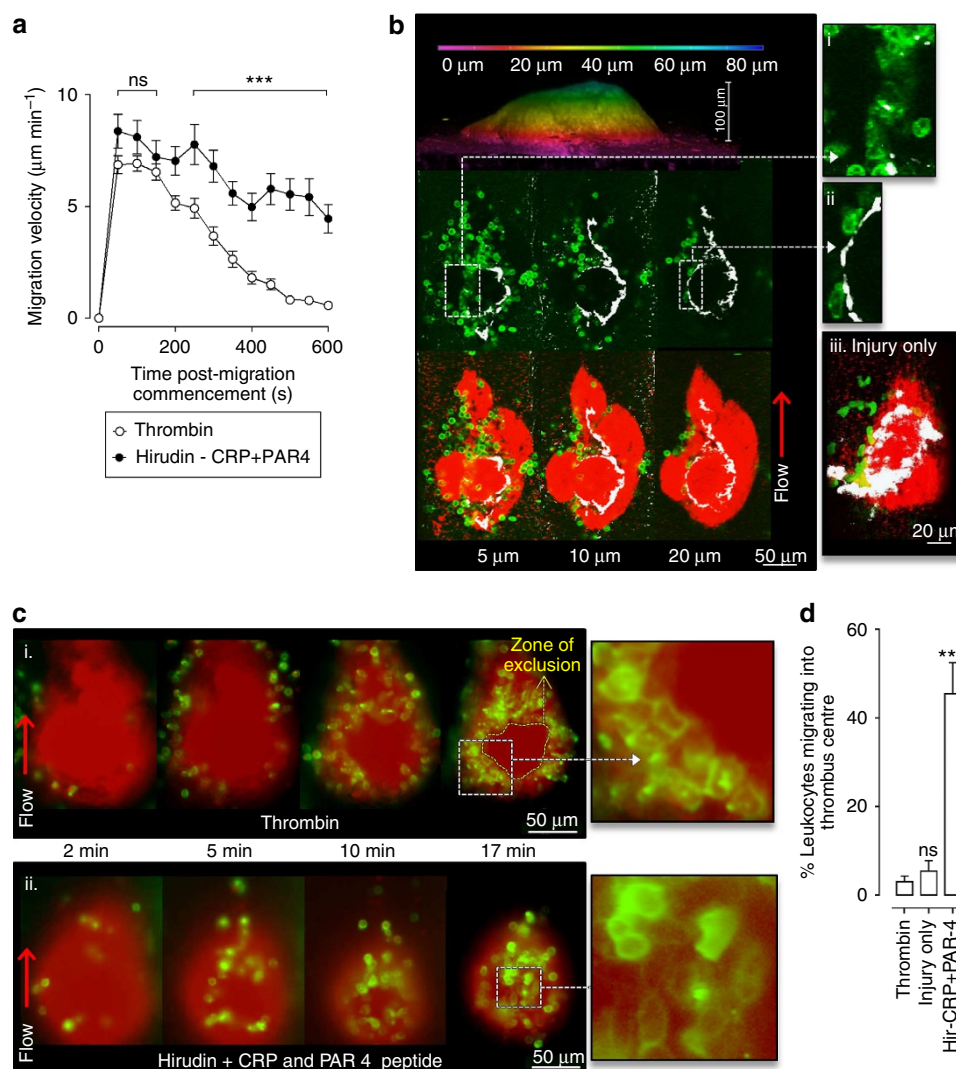 a
ns
***
10
5
0
Migration velocity (μm min⁻¹)
0
200
400
600
Time post-migration
commencement (s)
Thrombin
Hirudin - CRP+PAR4
b
0 μm
20 μm
40 μm
60 μm
80 μm
100 μm
i
ii
iii. Injury only
Flow
5 μm
10 μm
20 μm
50 μm
20 μm
c
i.
Zone of
exclusion
Flow
Thrombin
50 μm
2 min
5 min
10 min
17 min
ii.
Flow
Hirudin + CRP and PAR 4 peptide
50 μm
d
60
40
20
0
% Leukocytes migrating into
thrombus centre
ns
**
Thrombin
Injury only
Hir-CRP+PAR-4